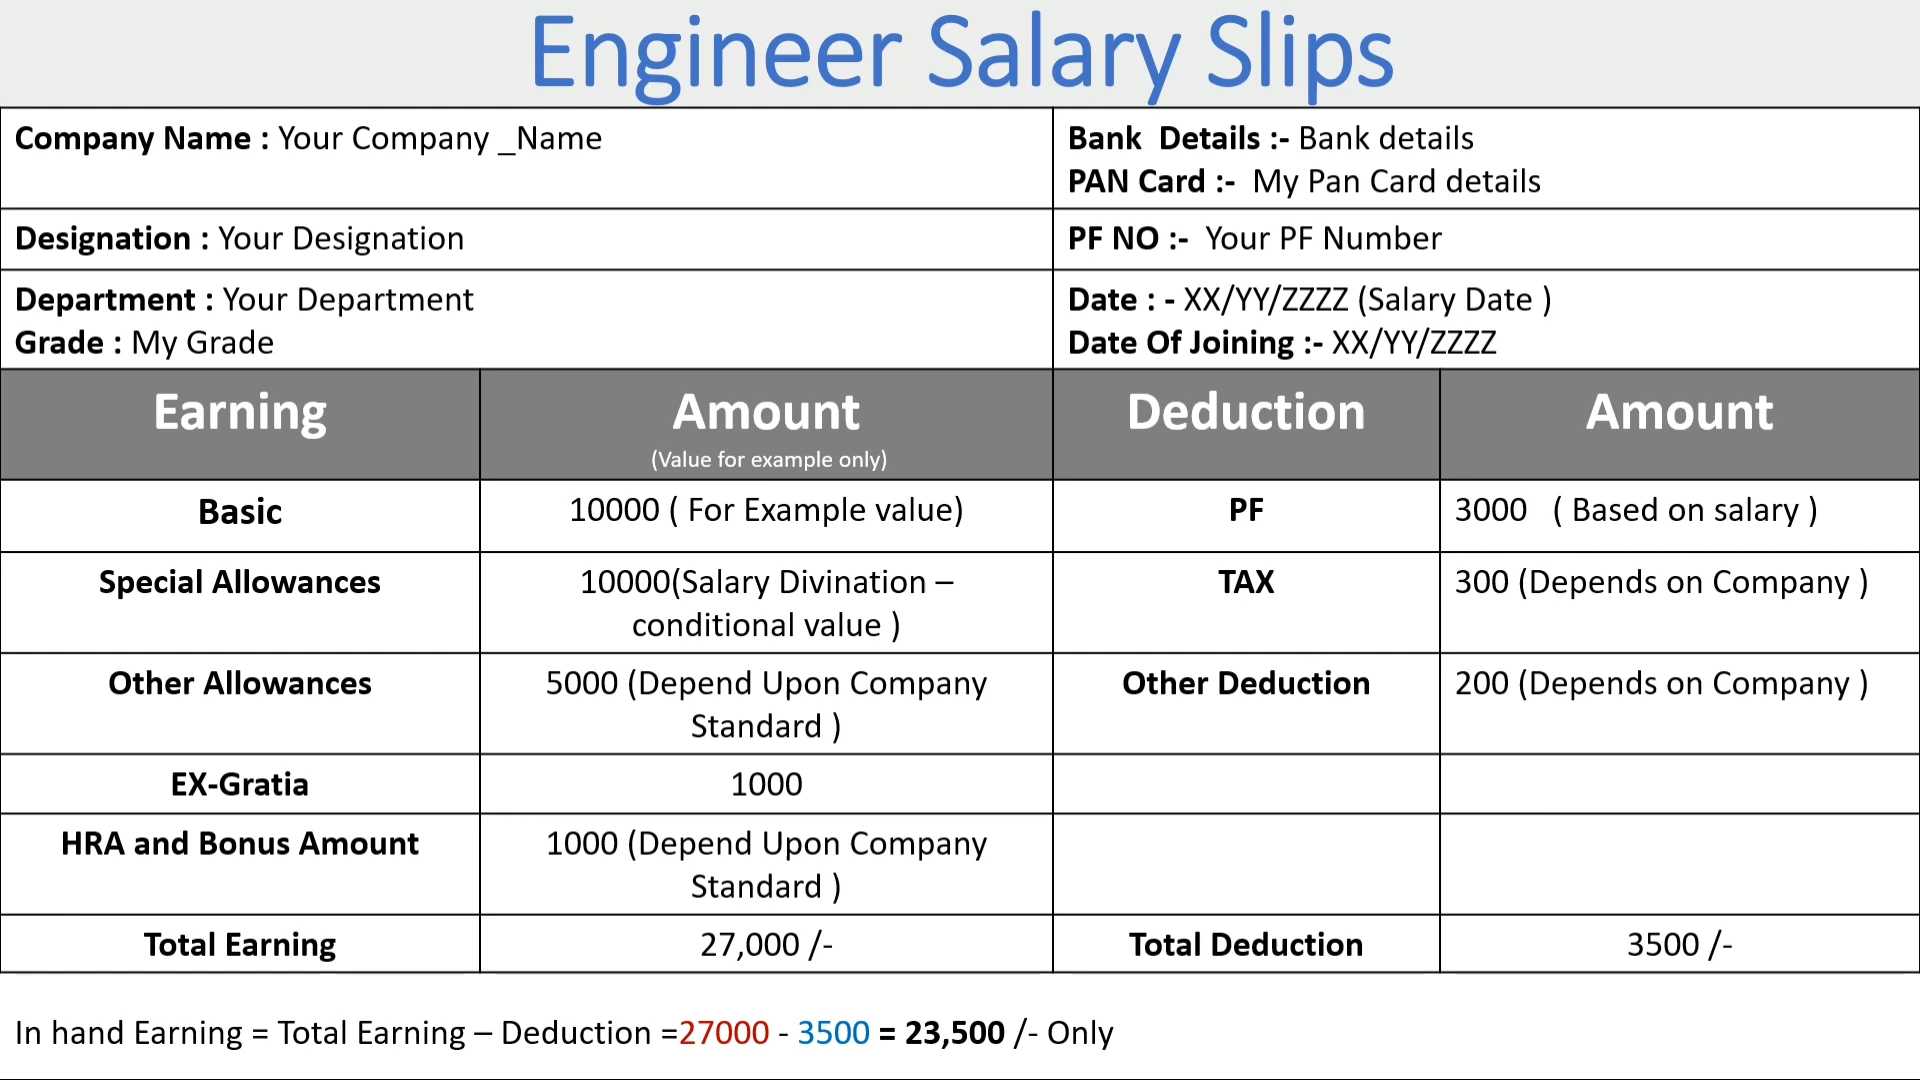 Engineer Salary Slips
Company Name : Your Company _Name
Bank  Details :- Bank details
PAN Card :-  My Pan Card details
Designation : Your Designation
PF NO :-  Your PF Number
Department : Your Department
Grade : My Grade
Date : - XX/YY/ZZZZ (Salary Date )
Date Of Joining :- XX/YY/ZZZZ
Earning
Amount
(Value for example only)
Deduction
Amount
Basic
10000 ( For Example value)
PF
3000   ( Based on salary )
Special Allowances
10000(Salary Divination –
conditional value )
TAX
300 (Depends on Company )
Other Allowances
5000 (Depend Upon Company
Standard )
Other Deduction
200 (Depends on Company )
EX-Gratia
1000
HRA and Bonus Amount
1000 (Depend Upon Company
Standard )
Total Earning
27,000 /-
Total Deduction
3500 /-
In hand Earning = Total Earning – Deduction =27000 - 3500 = 23,500 /- Only